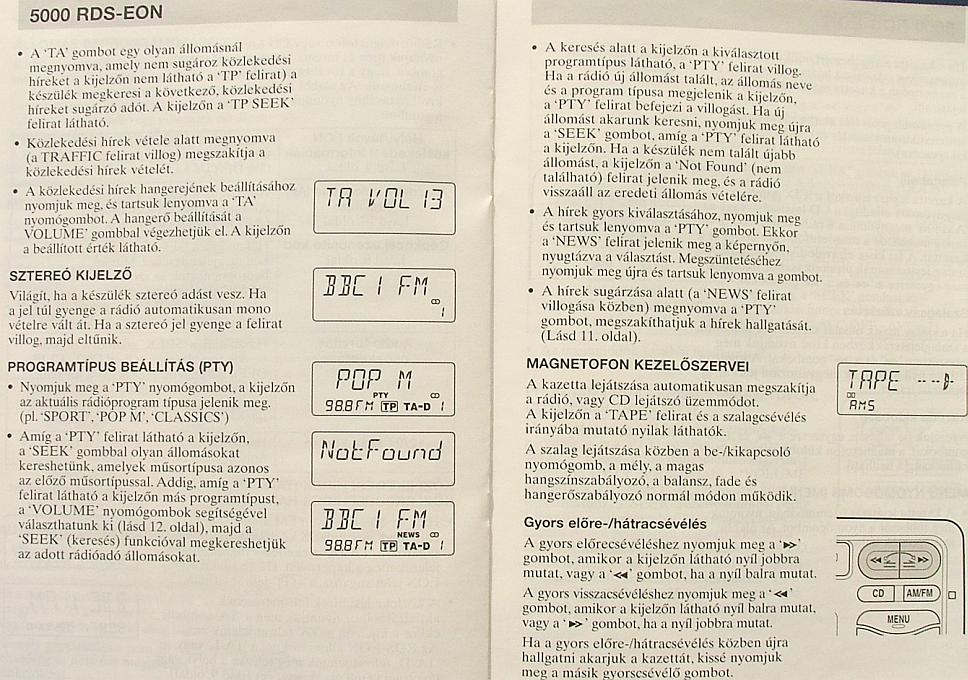 5000 RDS-EON
• A ‘TA’ gombot egy olyan állomásnál
megnyomva, amely nem sugároz közlekedési
híreket a kijelzőn nem látható a ‘TP’ felirat) a
készülék megkeresi a következő, közlekedési
híreket sugárzó adót. A kijelzőn a ‘TP SEEK’
felirat látható.
• Közlekedési hírek vétele alatt megnyomva
(a TRAFFIC felirat villog) megszakítja a
közlekedési hírek vételét.
• A közlekedési hírek hangerejének beállításához
nyomjuk meg, és tartsuk lenyomva a ‘TA’
nyomógombot. A hangerő beállítását a
VOLUME’ gombbal végezhetjük el. A kijelzőn
a beállított érték látható.
TA VOL 13
SZTEREÓ KIJELZŐ
Világít, ha a készülék sztereó adást vesz. Ha
a jel túl gyenge a rádió automatikusan mono
vételre vált át. Ha a sztereó jel gyenge a felirat
villog, majd eltűnik.
BBC 1 FM
1
PROGRAMTÍPUS BEÁLLÍTÁS (PTY)
• Nyomjuk meg a ‘PTY’ nyomógombot, a kijelzőn
az aktuális rádióprogram típusa jelenik meg.
(pl. ‘SPORT’, ‘POP M’, ‘CLASSICS’)
• Amíg a ‘PTY’ felirat látható a kijelzőn,
a ‘SEEK’ gombbal olyan állomásokat
kereshetünk, amelyek műsortípusa azonos
az előző műsortípussal. Addig, amíg a ‘PTY’
felirat látható a kijelzőn más programtípust,
a ‘VOLUME’ nyomógombok segítségével
választhatunk ki (lásd 12. oldal), majd a
‘SEEK’ (keresés) funkcióval megkereshetjük
az adott rádióadó állomásokat.
POP M
PTY
98.8 FM TP TA-D 1
NotFound
BBC 1 FM
NEWS
98.8 FM TP TA-D 1
• A keresés alatt a kijelzőn a kiválasztott
programtípus látható, a ‘PTY’ felirat villog.
Ha a rádió új állomást talált, az állomás neve
és a program típusa megjelenik a kijelzőn,
a ‘PTY’ felirat befejezi a villogást. Ha új
állomást akarunk keresni, nyomjuk meg újra
a ‘SEEK’ gombot, amíg a ‘PTY’ felirat látható
a kijelzőn. Ha a készülék nem talált újabb
állomást, a kijelzőn a ‘Not Found’ (nem
található) felirat jelenik meg, és a rádió
visszaáll az eredeti állomás vételére.
• A hírek gyors kiválasztásához, nyomjuk meg
és tartsuk lenyomva a ‘PTY’ gombot. Ekkor
a ‘NEWS’ felirat jelenik meg a képernyőn,
nyugtázva a választást. Megszüntetéséhez
nyomjuk meg újra és tartsuk lenyomva a gombot.
• A hírek sugárzása alatt (a ‘NEWS’ felirat
villogása közben) megnyomva a ‘PTY’
gombot, megszakíthatjuk a hírek hallgatását.
(Lásd 11. oldal).
MAGNETOFON KEZELŐSZERVEI
A kazetta lejátszása automatikusan megszakítja
a rádió, vagy CD lejátszó üzemmódot.
A kijelzőn a ‘TAPE’ felirat és a szalagcsévélés
irányába mutató nyilak láthatók.
A szalag lejátszása közben a be-/kikapcsoló
nyomógomb, a mély, a magas
hangszínszabályozó, a balansz, fade és
hangerőszabályozó normál módon működik.
TAPE
AMS
Gyors előre-/hátracsévélés
A gyors előrecsévéléshez nyomjuk meg a ‘▸▸’
gombot, amikor a kijelzőn látható nyíl jobbra
mutat, vagy a ‘◂◂’ gombot, ha a nyíl balra mutat.
A gyors visszacsévéléshez nyomjuk meg a ‘◂◂’
gombot, amikor a kijelzőn látható nyíl balra mutat,
vagy a ‘▸▸’ gombot, ha a nyíl jobbra mutat.
Ha a gyors előre-/hátracsévélés közben újra
hallgatni akarjuk a kazettát, kissé nyomjuk
meg a másik gyorscsévélő gombot.
CD AM/FM
MENU